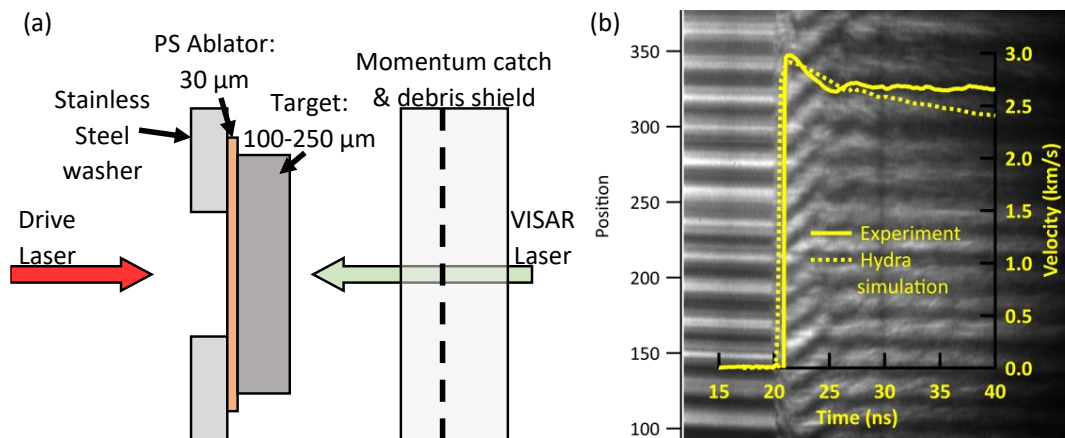 (a)
PS Ablator:
30 μm
Stainless
Steel
washer
Target:
100-250 μm
Momentum catch
& debris shield
Drive
Laser
VISAR
Laser
(b)
Position
350
300
250
200
150
100
Experiment
Hydra
simulation
3.0
2.5
2.0
1.5
1.0
0.5
0.0
Velocity (km/s)
15 20 25 30 35 40
Time (ns)